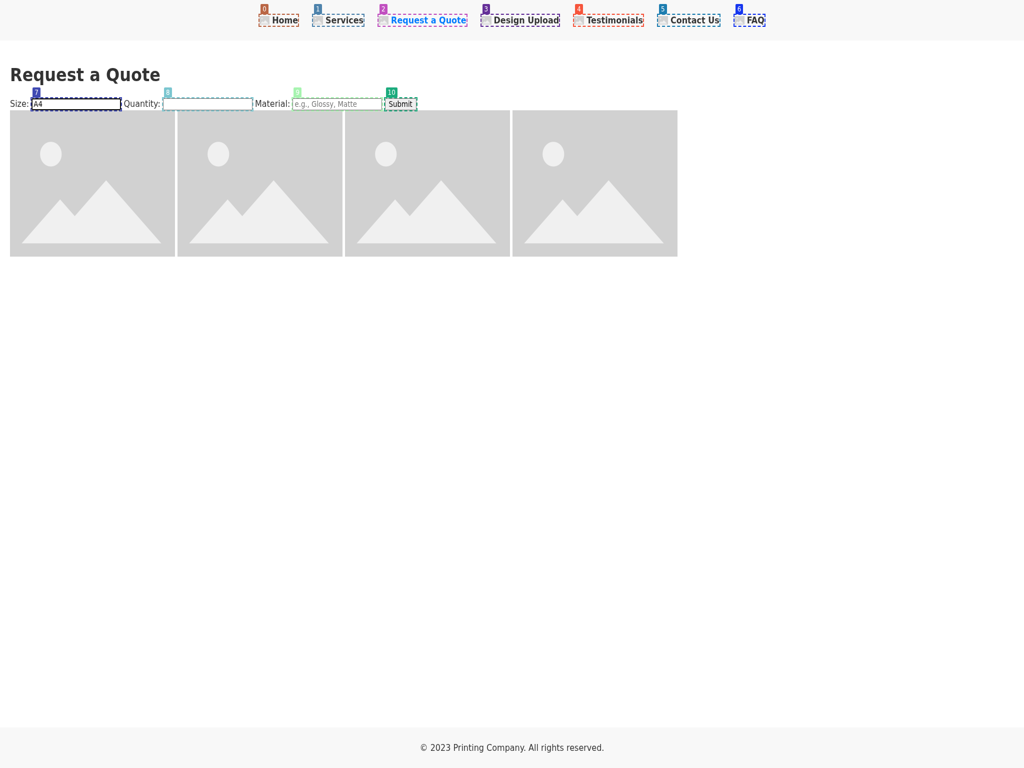 0 1 2 3 4 5 6
Home Services Request a Quote Design Upload Testimonials Contact Us FAQ
Request a Quote
7 8 9 10
Size: A4 Quantity: Material: e.g., Glossy, Matte Submit
© 2023 Printing Company. All rights reserved.